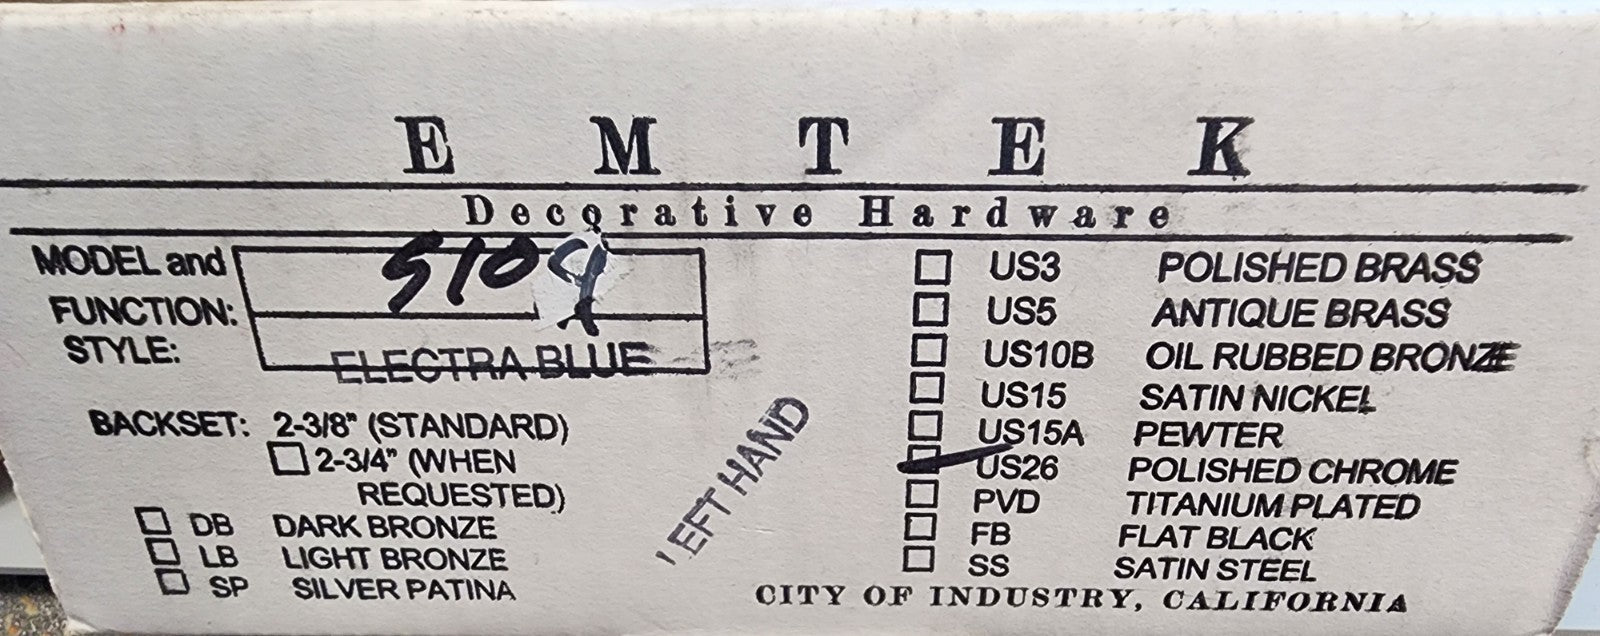 EMTEK
Decorative Hardware
MODEL and
FUNCTION:
5109
STYLE:
ELECTRA BLUE
BACKSET: 2-3/8" (STANDARD)
2-3/4" (WHEN
REQUESTED)
DB DARK BRONZE
LB LIGHT BRONZE
SP SILVER PATINA
LEFT HAND
US3 POLISHED BRASS
US5 ANTIQUE BRASS
US10B OIL RUBBED BRONZE
US15 SATIN NICKEL
US15A PEWTER
US26 POLISHED CHROME
PVD TITANIUM PLATED
FB FLAT BLACK
SS SATIN STEEL
CITY OF INDUSTRY, CALIFORNIA